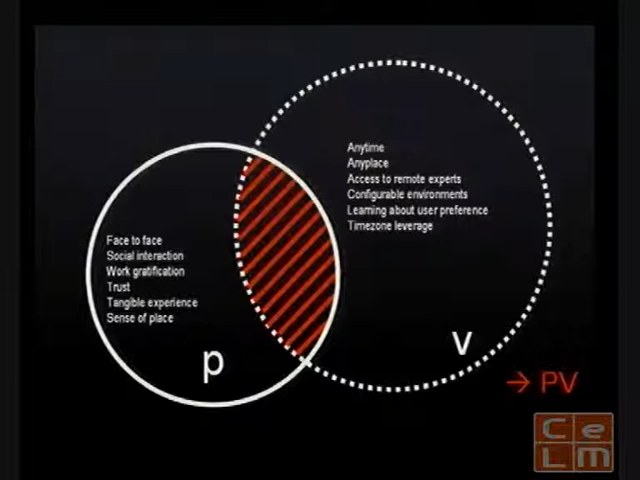 Anytime
Anyplace
Access to remote experts
Configurable environments
Learning about user preference
Timezone leverage
Face to face
Social interaction
Work gratification
Trust
Tangible experience
Sense of place
p
v
→ PV
CeLm